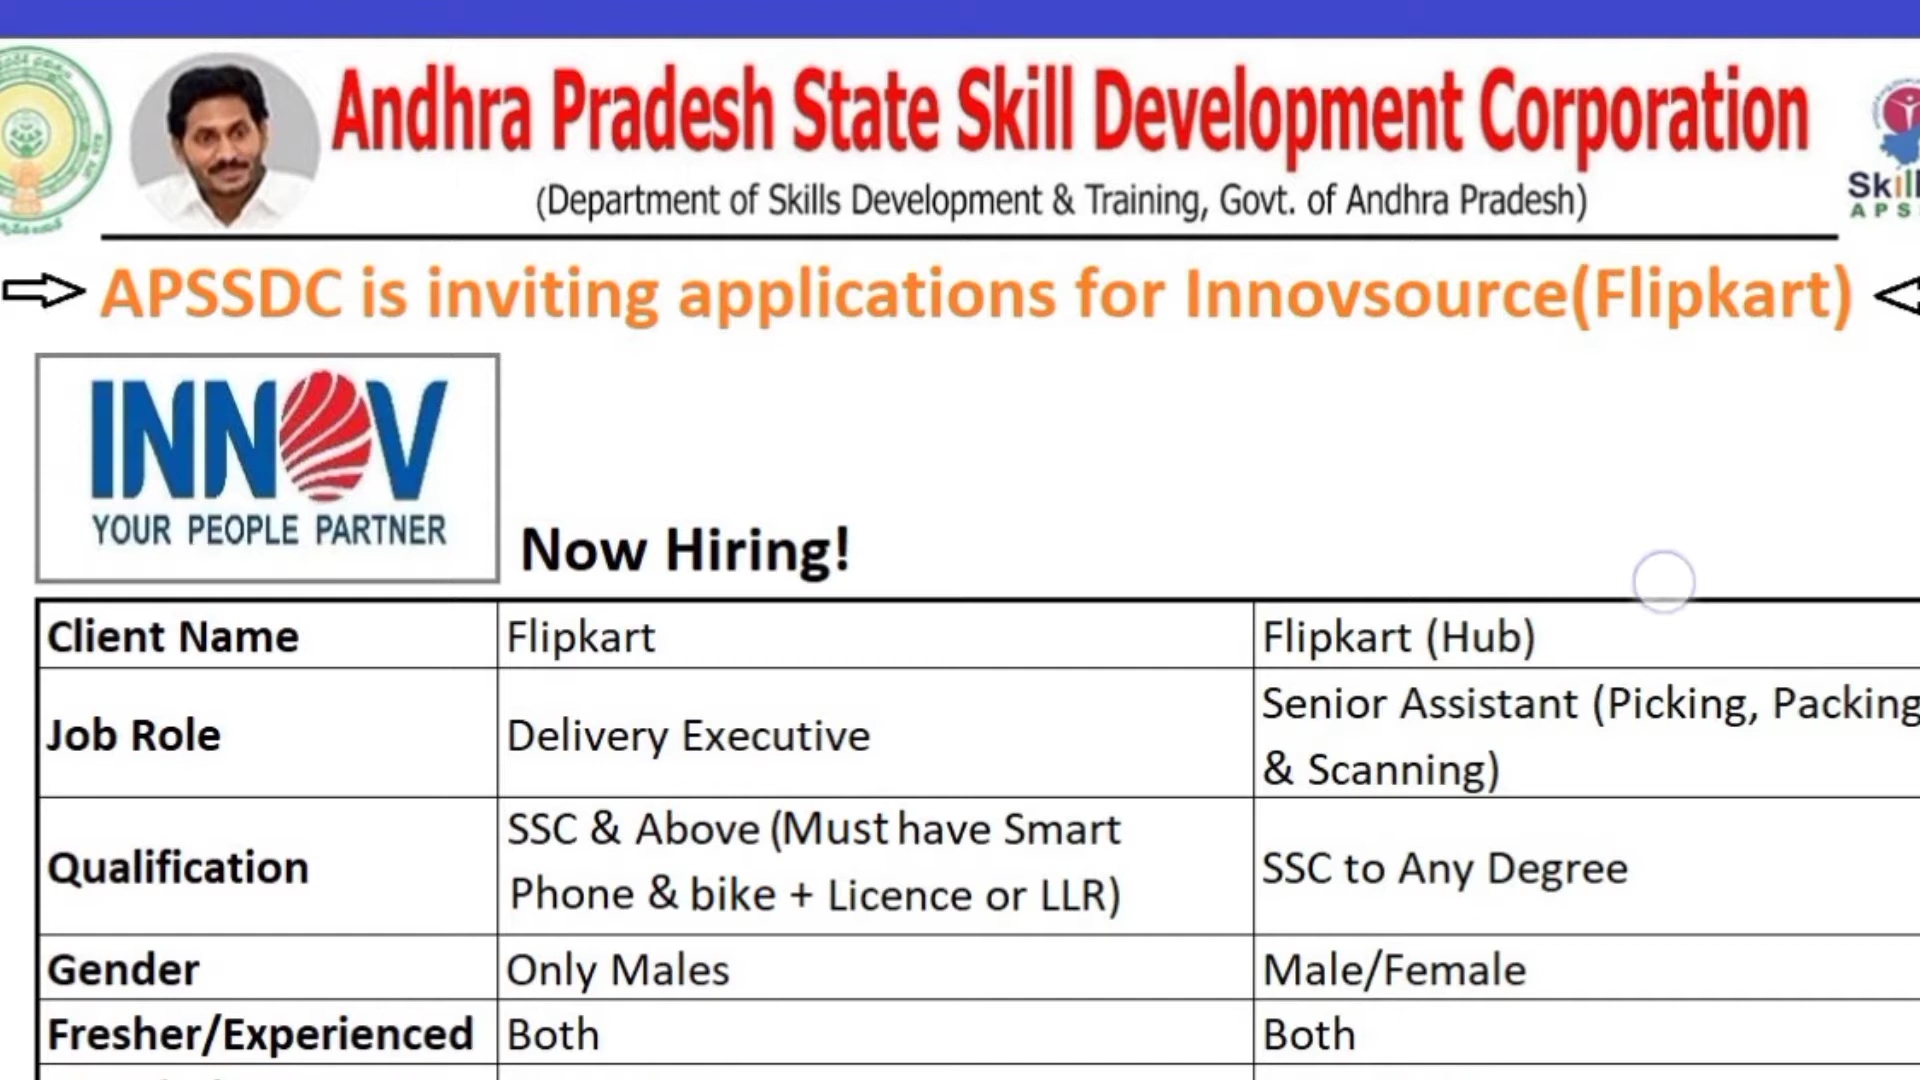 Andhra Pradesh State Skill Development Corporation
(Department of Skills Development & Training, Govt. of Andhra Pradesh)
Skill
APS
APSSDC is inviting applications for Innovsource(Flipkart)
INNOV
YOUR PEOPLE PARTNER
Now Hiring!
Client Name Flipkart Flipkart (Hub)
Job Role Delivery Executive Senior Assistant (Picking, Packing & Scanning)
Qualification SSC & Above (Must have Smart Phone & bike + Licence or LLR) SSC to Any Degree
Gender Only Males Male/Female
Fresher/Experienced Both Both